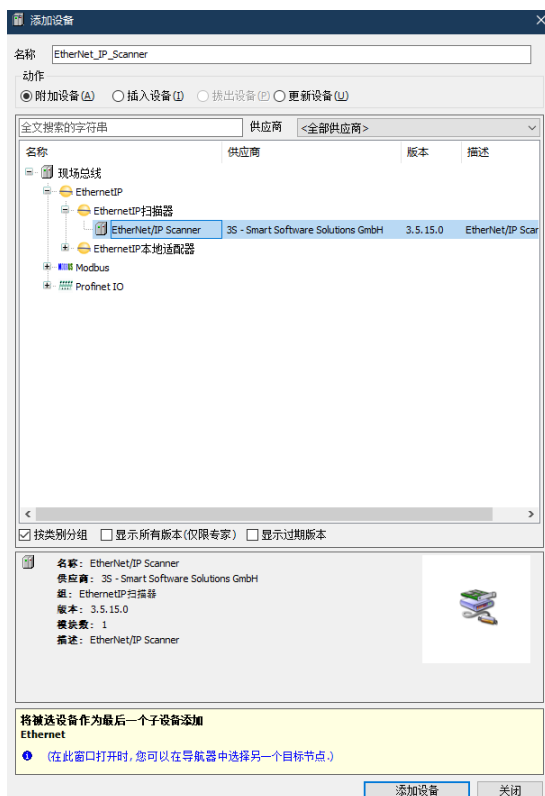 添加设备
名称 EtherNet_IP_Scanner
动作
附加设备(A) 插入设备(I) 拔出设备(P) 更新设备(U)
全文搜索的字符串 供应商 <全部供应商>
名称 供应商 版本 描述
现场总线
EthernetIP
EthernetIP扫描器
EtherNet/IP Scanner 3S - Smart Software Solutions GmbH 3.5.15.0 EtherNet/IP Scar
EthernetIP本地适配器
Modbus
Profinet IO
按类别分组 显示所有版本(仅限专家) 显示过期版本
名称: EtherNet/IP Scanner
供应商: 3S - Smart Software Solutions GmbH
组: EthernetIP扫描器
版本: 3.5.15.0
模块数: 1
描述: EtherNet/IP Scanner
将被选设备作为最后一个子设备添加
Ethernet
(在此窗口打开时, 您可以在导航器中选择另一个目标节点.)
添加设备 关闭